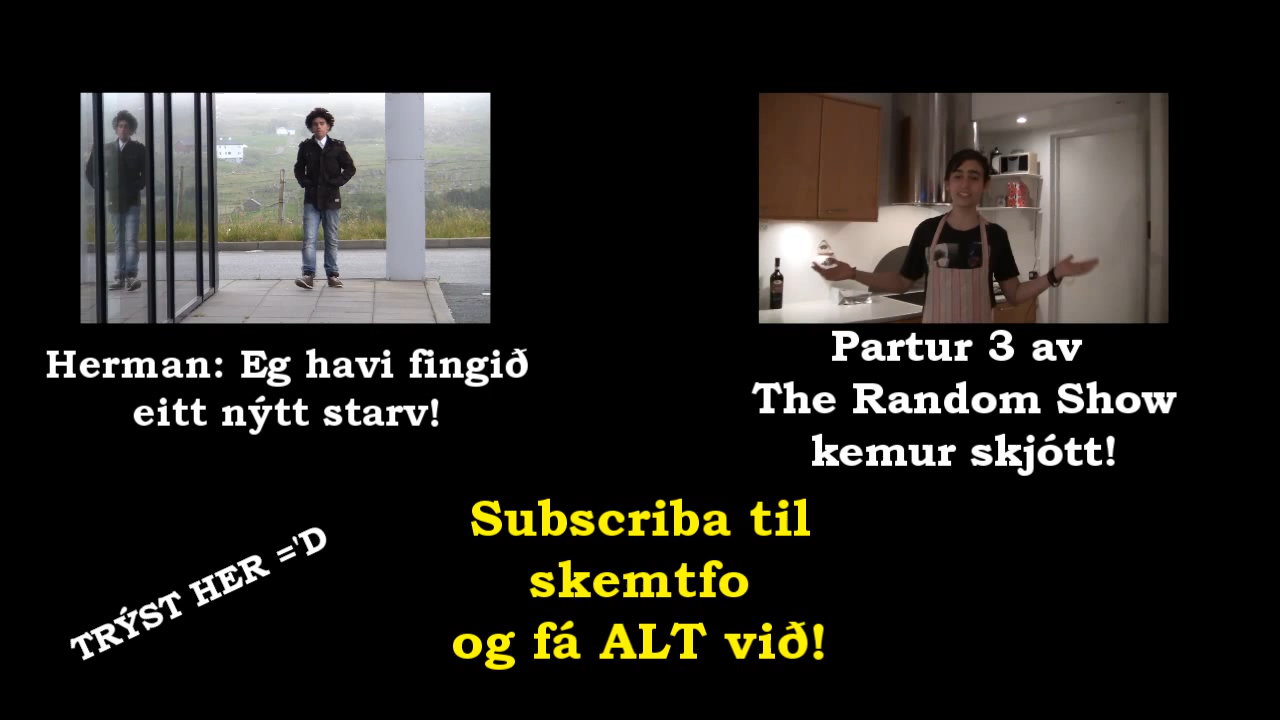 Herman: Eg havi fingið
eitt nýtt starv!
Partur 3 av
The Random Show
kemur skjótt!
Subscriba til
skemtfo
og fá ALT við!
TRÝST HER ='D